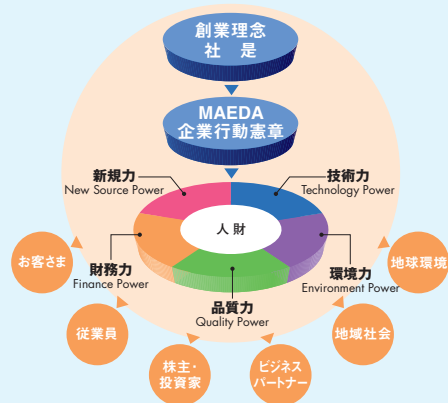 創業理念
社 是
MAEDA
企業行動憲章
新規力
New Source Power
技術力
Technology Power
人 財
財務力
Finance Power
環境力
Environment Power
品質力
Quality Power
お客さま
地球環境
従業員
地域社会
株主・
投資家
ビジネス
パートナー